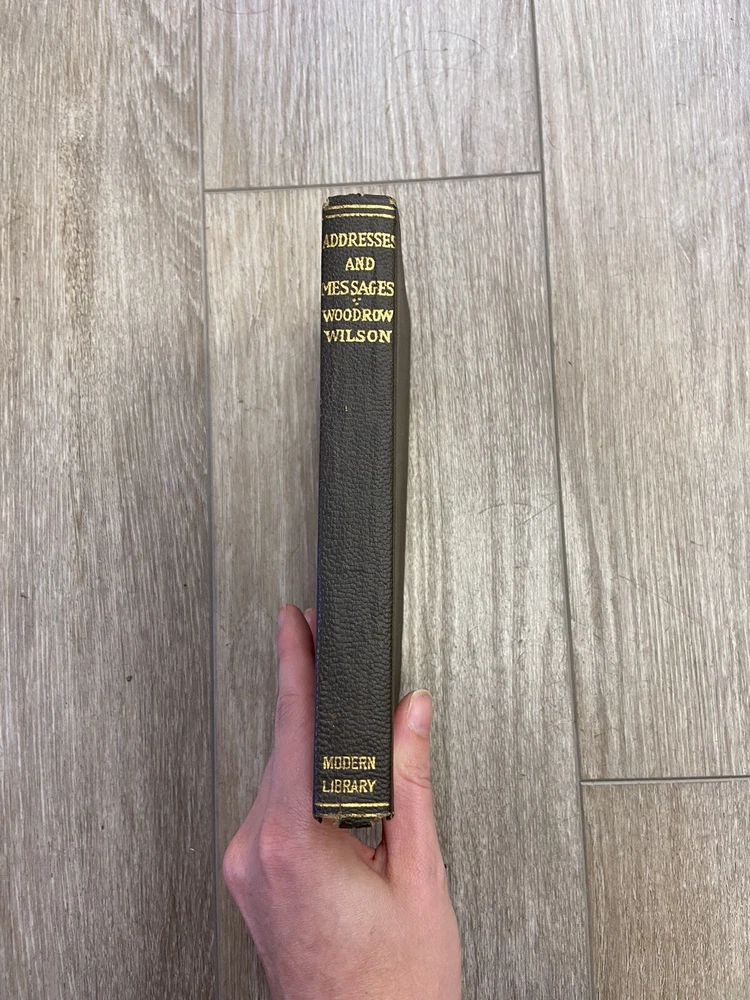 ADDRESSES
AND
MESSAGES
WOODROW
WILSON
MODERN
LIBRARY